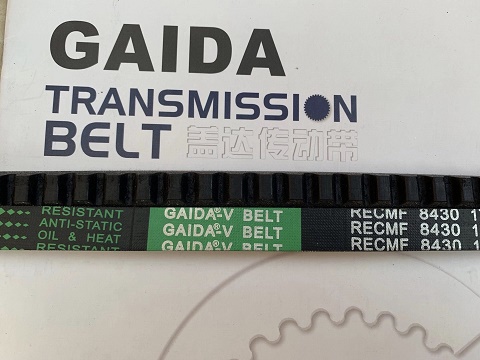 GAIDA
TRANSMISSION
BELT 盖达传动带
RESISTANT GAIDA®-V BELT RECMF 8430
ANTI-STATIC GAIDA®-V BELT RECMF 8430
OIL & HEAT GAIDA®-V BELT RECMF 8430
RESISTANT